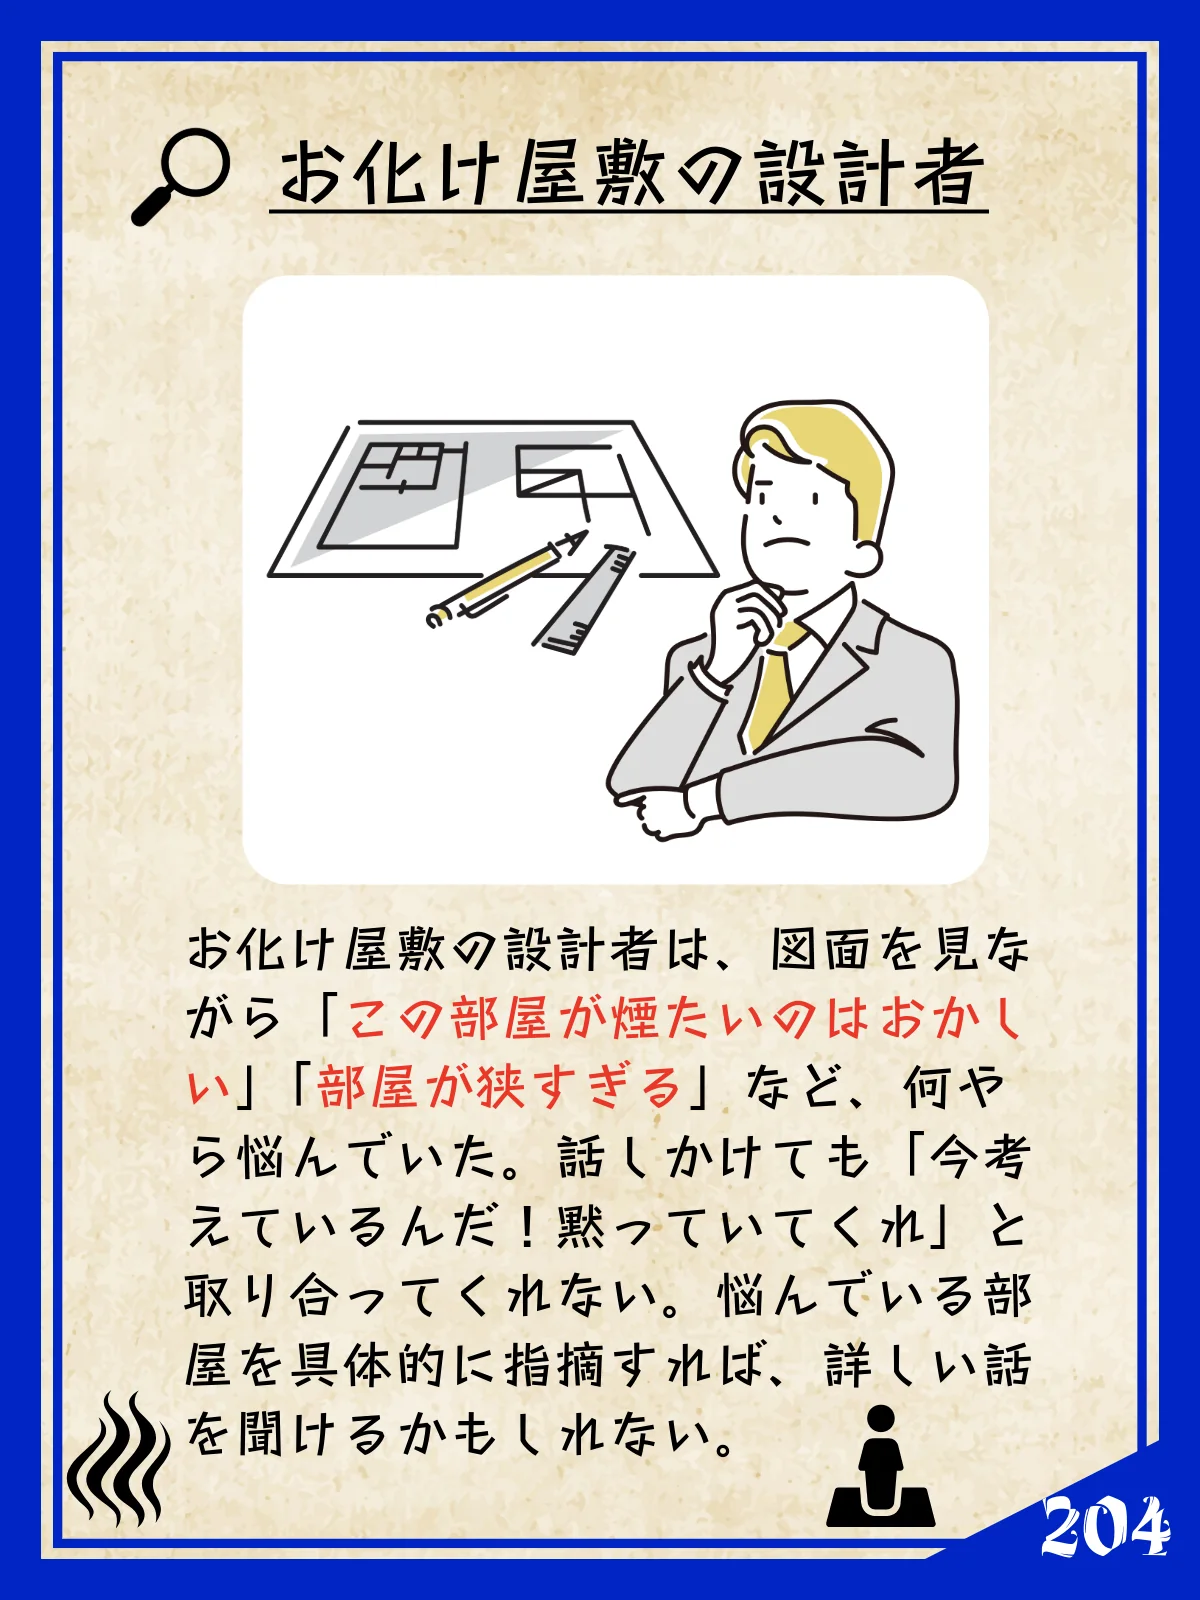 お化け屋敷の設計者
お化け屋敷の設計者は、図面を見な
がら「この部屋が煙たいのはおかし
い」「部屋が狭すぎる」など、何や
ら悩んでいた。話しかけても「今考
えているんだ！黙っていてくれ」と
取り合ってくれない。悩んでいる部
屋を具体的に指摘すれば、詳しい話
を聞けるかもしれない。
204